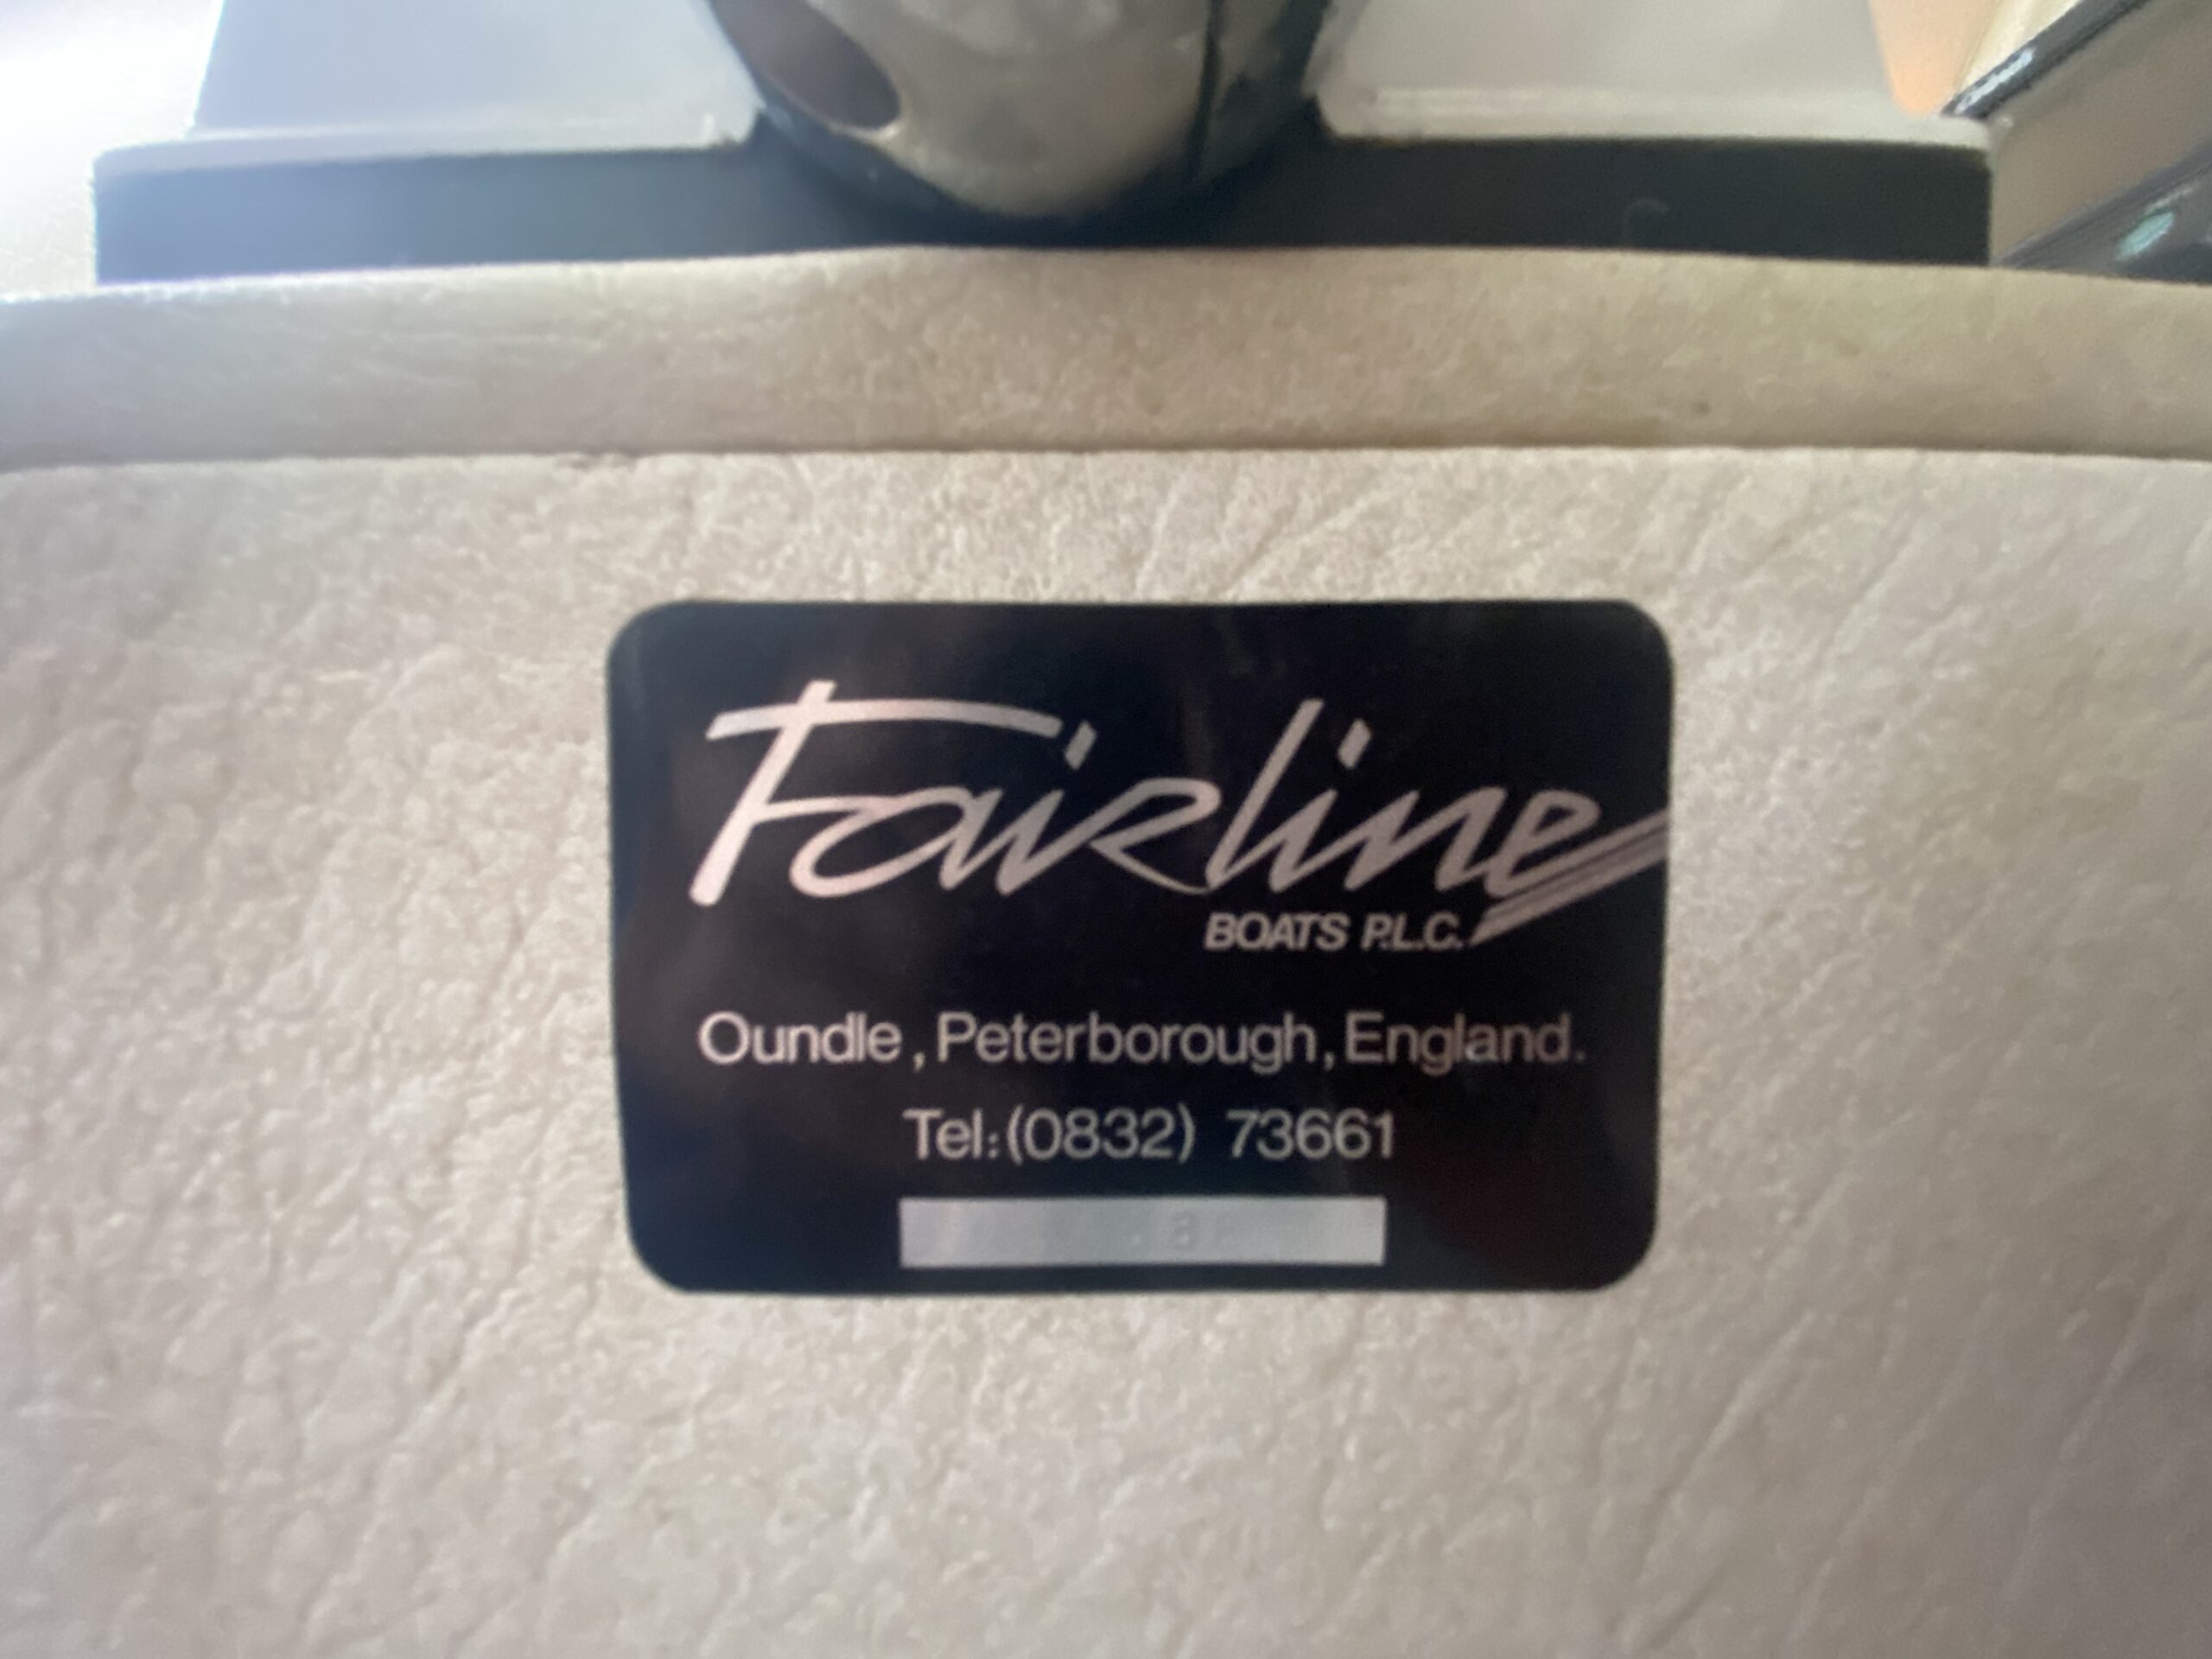 Fairline
BOATS P.L.C.
Oundle, Peterborough, England.
Tel: (0832) 73661